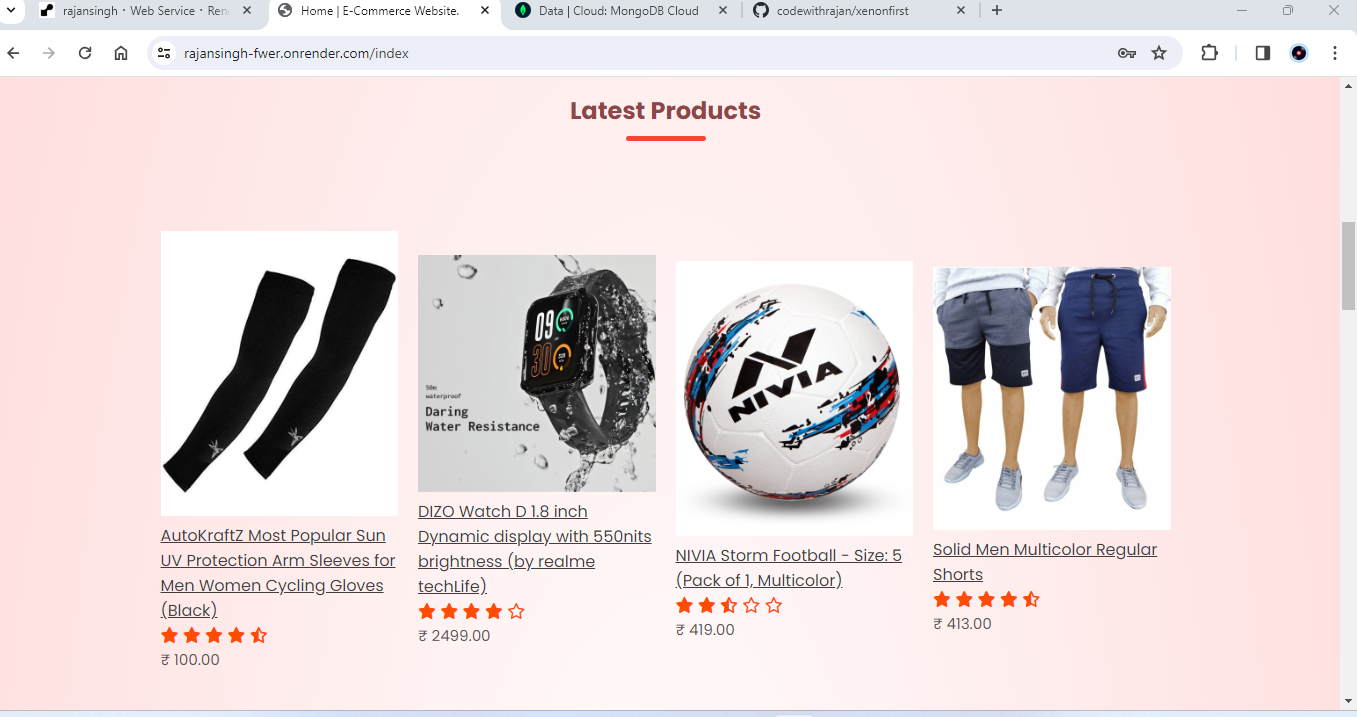 rajansingh · Web Service · Ren
Home | E-Commerce Website.
Data | Cloud: MongoDB Cloud
codewithrajan/xenonfirst
rajansingh-fwer.onrender.com/index
Latest Products
AutoKraftZ Most Popular Sun
UV Protection Arm Sleeves for
Men Women Cycling Gloves
(Black)
₹ 100.00
09
30
50m
waterproof
Daring
Water Resistance
DIZO Watch D 1.8 inch
Dynamic display with 550nits
brightness (by realme
techLife)
₹ 2499.00
NIVIA
NIVIA Storm Football - Size: 5
(Pack of 1, Multicolor)
₹ 419.00
Solid Men Multicolor Regular
Shorts
₹ 413.00